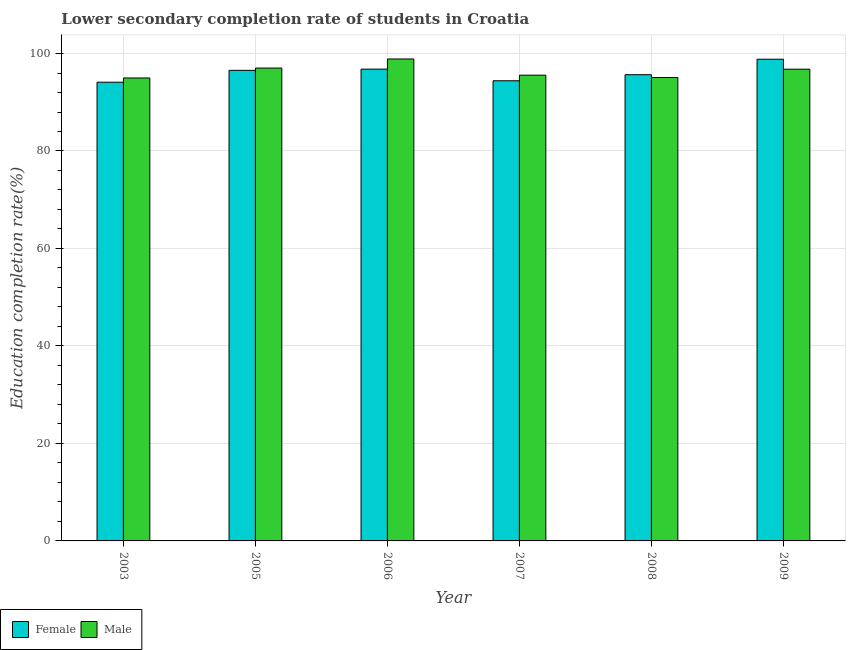 Lower secondary completion rate of students in Croatia
Education completion rate(%)
100
80
60
40
20
0
2003
2005
2006
2007
2008
2009
Year
Female
Male